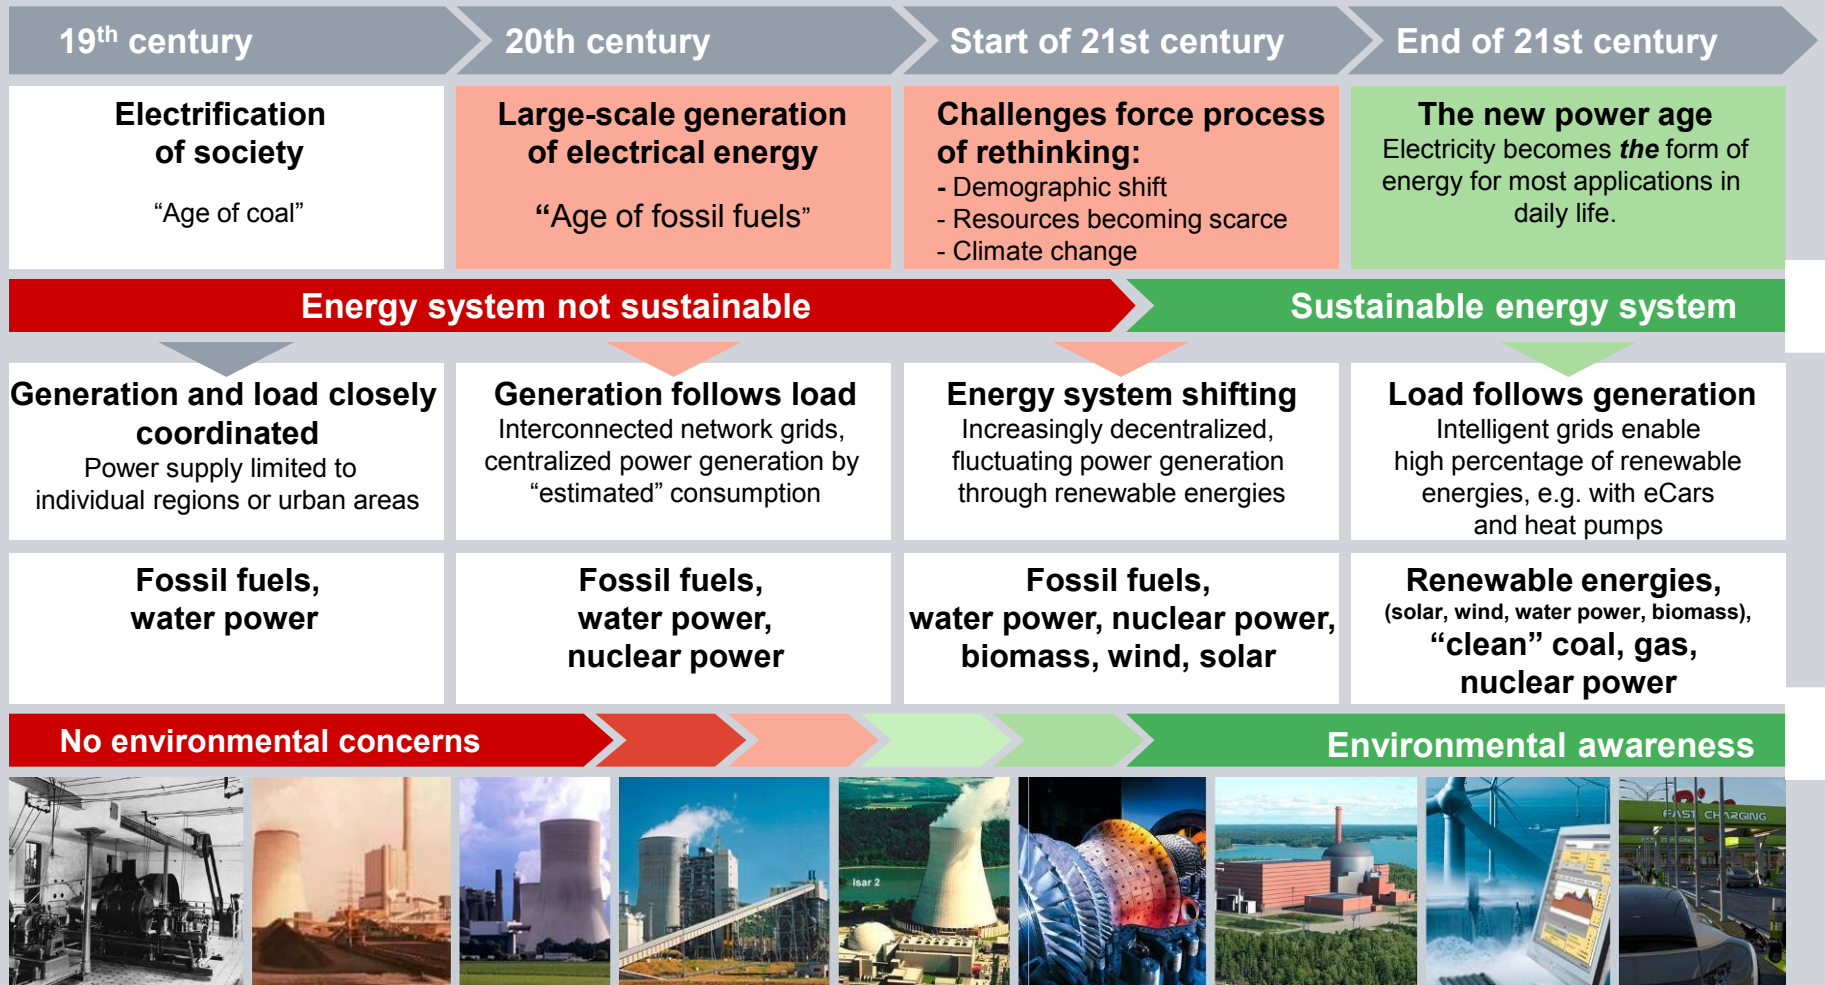 19th century
20th century
Start of 21st century
End of 21st century
Electrification
of society
“Age of coal”
Large-scale generation
of electrical energy
“Age of fossil fuels”
Challenges force process
of rethinking:
- Demographic shift
- Resources becoming scarce
- Climate change
The new power age
Electricity becomes the form of
energy for most applications in
daily life.
Energy system not sustainable
Sustainable energy system
Generation and load closely
coordinated
Power supply limited to
individual regions or urban areas
Generation follows load
Interconnected network grids,
centralized power generation by
“estimated” consumption
Energy system shifting
Increasingly decentralized,
fluctuating power generation
through renewable energies
Load follows generation
Intelligent grids enable
high percentage of renewable
energies, e.g. with eCars
and heat pumps
Fossil fuels,
water power
Fossil fuels,
water power,
nuclear power
Fossil fuels,
water power, nuclear power,
biomass, wind, solar
Renewable energies,
(solar, wind, water power, biomass),
“clean” coal, gas,
nuclear power
No environmental concerns
Environmental awareness
Isar 2
FAST CHARGING